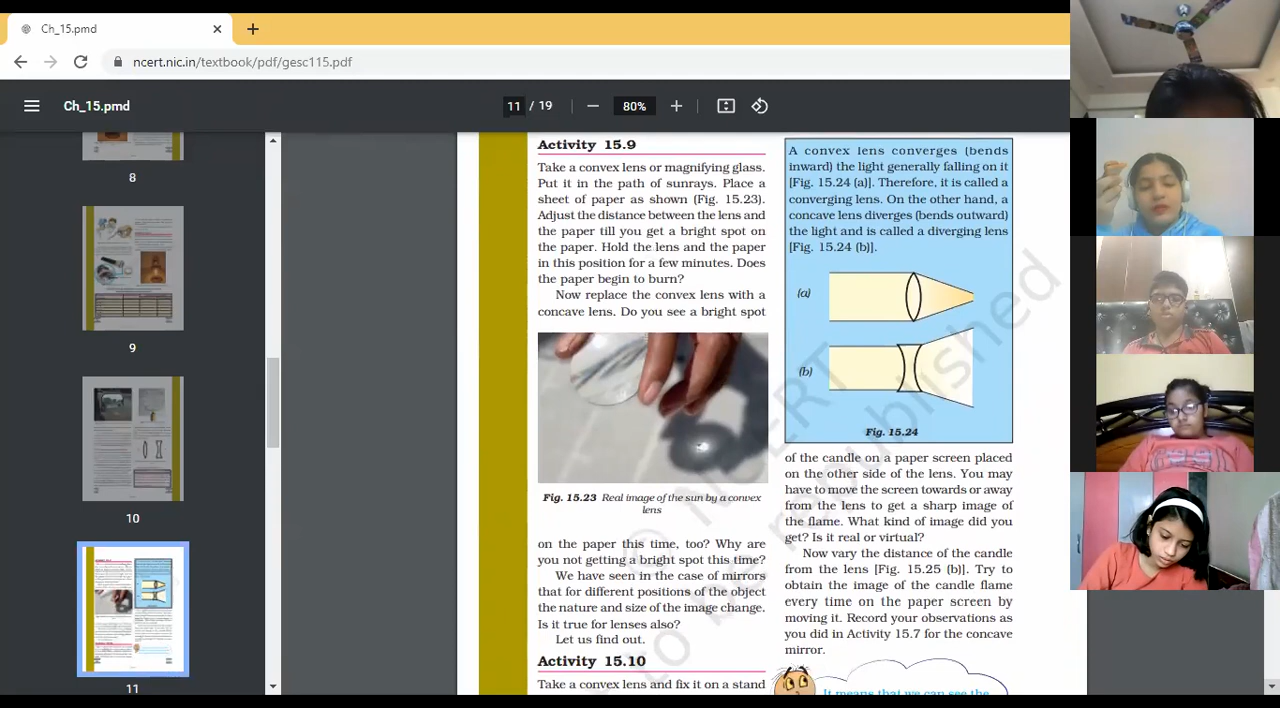 Ch_15.pmd
ncert.nic.in/textbook/pdf/gesc115.pdf
Ch_15.pmd
11 / 19
80%
8
9
10
11
Activity 15.9
Take a convex lens or magnifying glass.
Put it in the path of sunrays. Place a
sheet of paper as shown (Fig. 15.23).
Adjust the distance between the lens and
the paper till you get a bright spot on
the paper. Hold the lens and the paper
in this position for a few minutes. Does
the paper begin to burn?
Now replace the convex lens with a
concave lens. Do you see a bright spot
Fig. 15.23 Real image of the sun by a convex
lens
on the paper this time, too? Why are
you not getting a bright spot this time?
We have seen in the case of mirrors
that for different positions of the object
the nature and size of the image change.
Is it true for lenses also?
Let us find out.
Activity 15.10
Take a convex lens and fix it on a stand
A convex lens converges (bends
inward) the light generally falling on it
[Fig. 15.24 (a)]. Therefore, it is called a
converging lens. On the other hand, a
concave lens diverges (bends outward)
the light and is called a diverging lens
[Fig. 15.24 (b)].
(a)
(b)
Fig. 15.24
of the candle on a paper screen placed
on the other side of the lens. You may
have to move the screen towards or away
from the lens to get a sharp image of
the flame. What kind of image did you
get? Is it real or virtual?
Now vary the distance of the candle
from the lens [Fig. 15.25 (b)]. Try to
obtain the image of the candle flame
every time on the paper screen by
moving it. Record your observations as
you did in Activity 15.7 for the concave
mirror.
It means that we can see the
© NCERT
to be republished